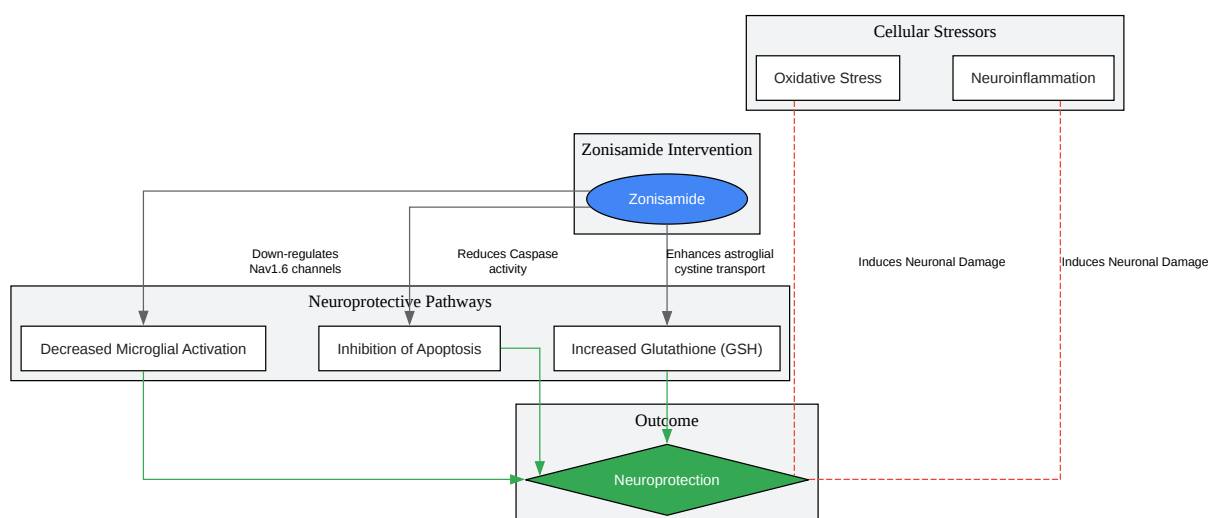 Cellular Stressors
Oxidative Stress
Neuroinflammation
Zonisamide Intervention
Zonisamide
Down-regulates
Nav1.6 channels
Reduces Caspase
activity
Enhances astroglial
cystine transport
Induces Neuronal Damage
Induces Neuronal Damage
Neuroprotective Pathways
Decreased Microglial Activation
Inhibition of Apoptosis
Increased Glutathione (GSH)
Outcome
Neuroprotection